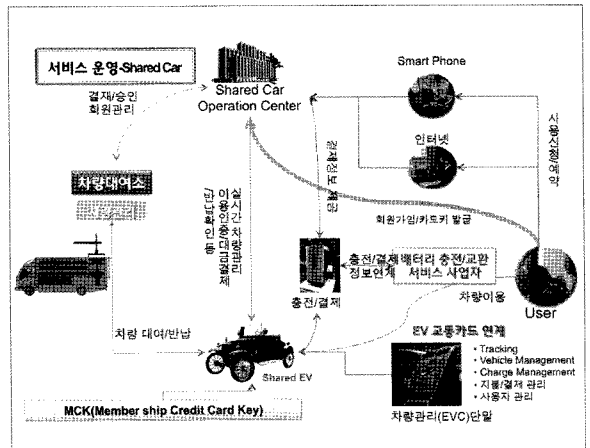 서비스 운영-Shared Car
결재/승인
회원관리
Shared Car
Operation Center
Smart Phone
인터넷
사용신청/예약
결제정보 제공
실시간 차량관리
이용인증/대금결제
/반납확인 등
회원가입/카드키 발급
차량대여소
충전/결제
정보연계
배터리 충전/교환
서비스 사업자
충전/결제
차량이용
User
차량 대여/반납
Shared EV
MCK(Member ship Credit Card Key)
EV 교통카드 연계
• Tracking
• Vehicle Management
• Charge Management
• 지불/결제 관리
• 사용자 관리
차량관리(EVC)단말